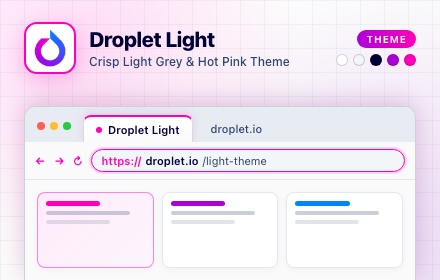 Droplet Light
THEME
Crisp Light Grey & Hot Pink Theme
Droplet Light
droplet.io
https:// droplet.io /light-theme